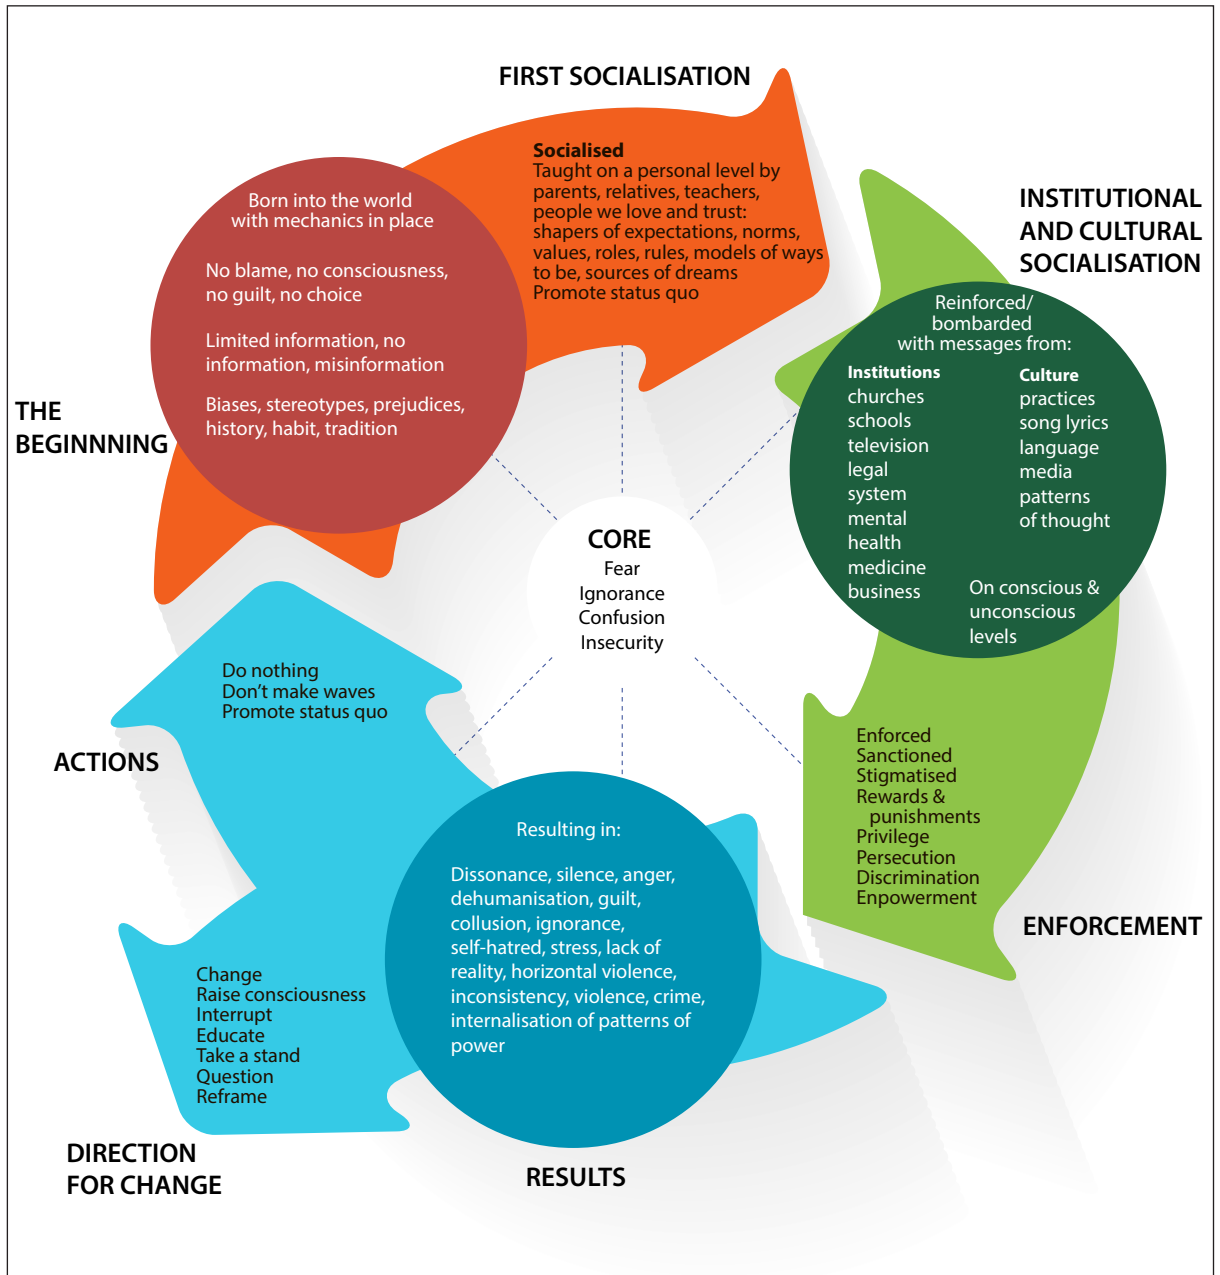 FIRST SOCIALISATION
Socialised
Taught on a personal level by
parents, relatives, teachers,
people we love and trust:
shapers of expectations, norms,
values, roles, rules, models of ways
to be, sources of dreams
Promote status quo
Born into the world
with mechanics in place
No blame, no consciousness,
no guilt, no choice
Limited information, no
information, misinformation
Biases, stereotypes, prejudices,
history, habit, tradition
THE
BEGINNNING
INSTITUTIONAL
AND CULTURAL
SOCIALISATION
Reinforced/
bombarded
with messages from:
Institutions
churches
schools
television
legal
system
mental
health
medicine
business
Culture
practices
song lyrics
language
media
patterns
of thought
On conscious &
unconscious
levels
CORE
Fear
Ignorance
Confusion
Insecurity
Enforced
Sanctioned
Stigmatised
Rewards &
punishments
Privilege
Persecution
Discrimination
Enpowerment
ENFORCEMENT
Resulting in:
Dissonance, silence, anger,
dehumanisation, guilt,
collusion, ignorance,
self-hatred, stress, lack of
reality, horizontal violence,
inconsistency, violence, crime,
internalisation of patterns of
power
RESULTS
Do nothing
Don’t make waves
Promote status quo
ACTIONS
Change
Raise consciousness
Interrupt
Educate
Take a stand
Question
Reframe
DIRECTION
FOR CHANGE